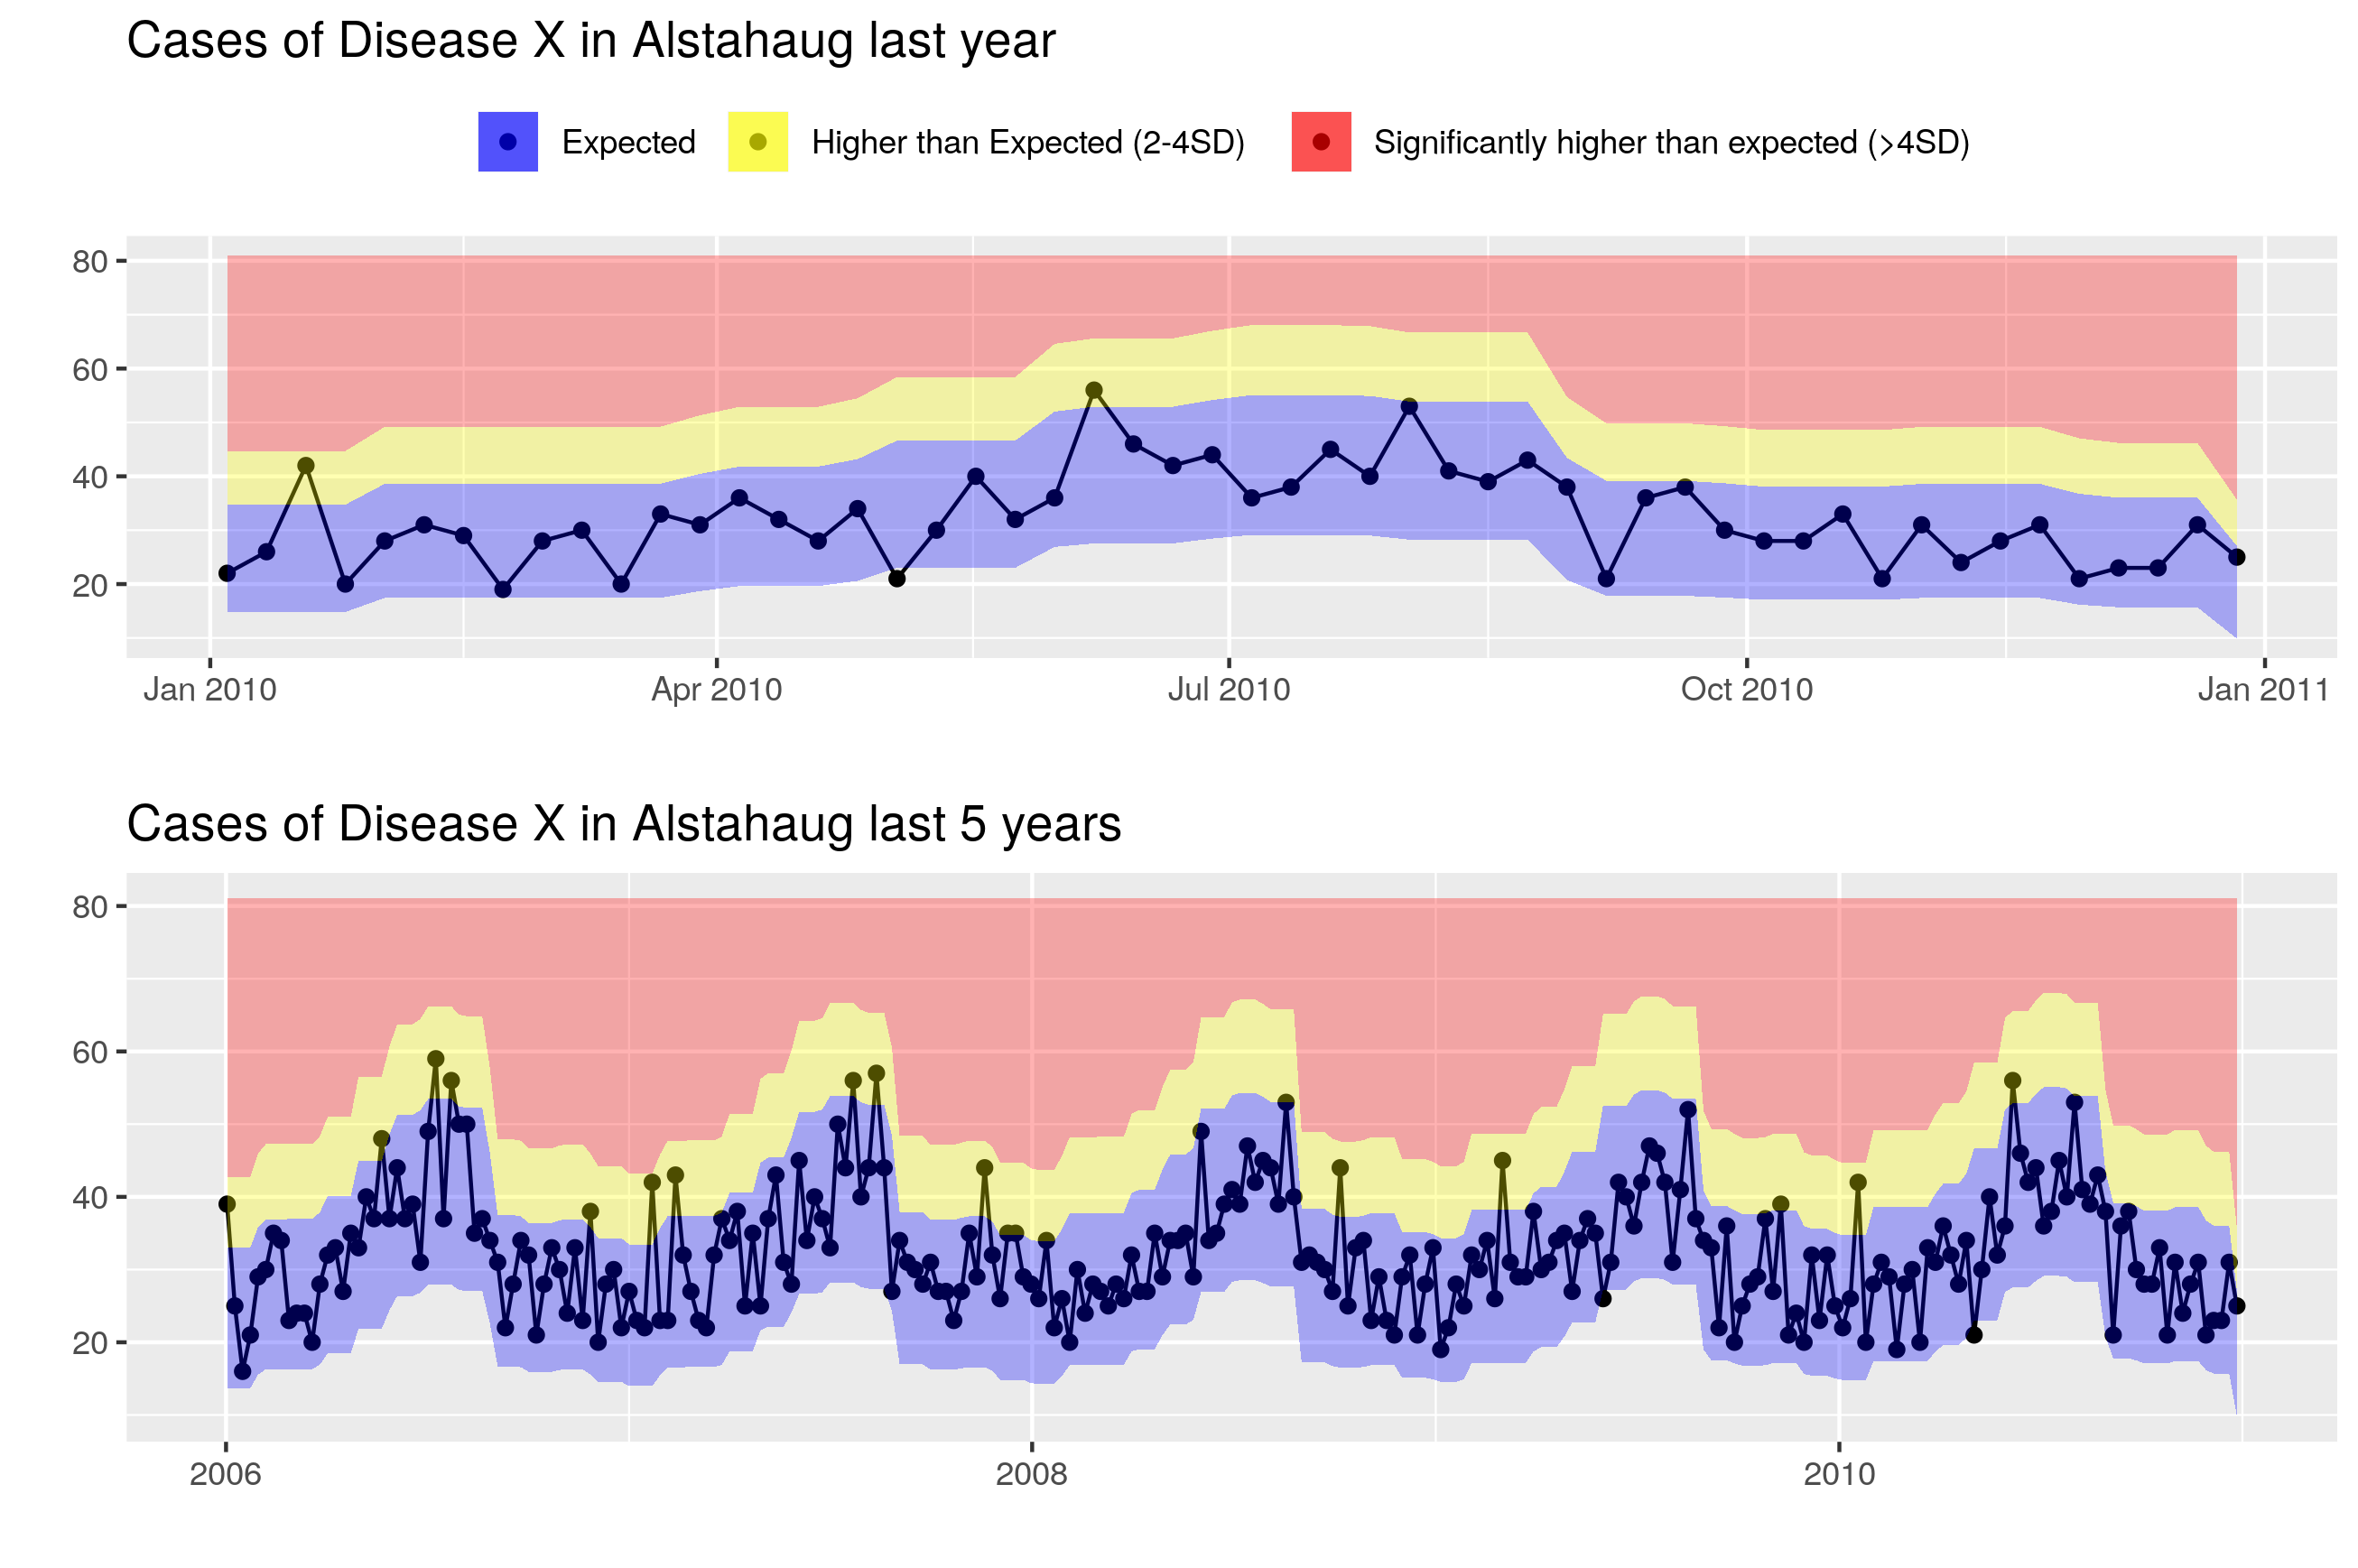 Cases of Disease X in Alstahaug last year
Expected Higher than Expected (2-4SD) Significantly higher than expected (>4SD)
80
60
40
20
Jan 2010 Apr 2010 Jul 2010 Oct 2010 Jan 2011
Cases of Disease X in Alstahaug last 5 years
80
60
40
20
2006 2008 2010